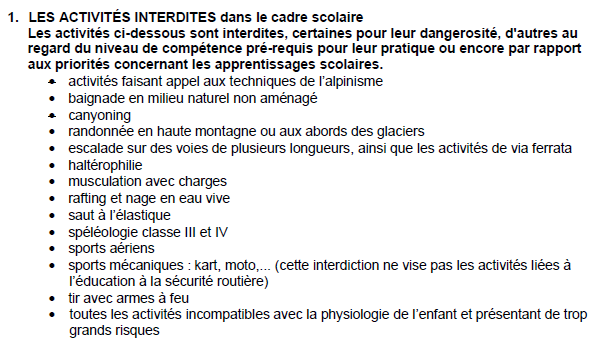 1. LES ACTIVITÉS INTERDITES dans le cadre scolaire
Les activités ci-dessous sont interdites, certaines pour leur dangerosité, d'autres au
regard du niveau de compétence pré-requis pour leur pratique ou encore par rapport
aux priorités concernant les apprentissages scolaires.
• activités faisant appel aux techniques de l'alpinisme
• baignade en milieu naturel non aménagé
• canyoning
• randonnée en haute montagne ou aux abords des glaciers
• escalade sur des voies de plusieurs longueurs, ainsi que les activités de via ferrata
• haltérophilie
• musculation avec charges
• rafting et nage en eau vive
• saut à l'élastique
• spéléologie classe III et IV
• sports aériens
• sports mécaniques : kart, moto,... (cette interdiction ne vise pas les activités liées à
l'éducation à la sécurité routière)
• tir avec armes à feu
• toutes les activités incompatibles avec la physiologie de l'enfant et présentant de trop
grands risques